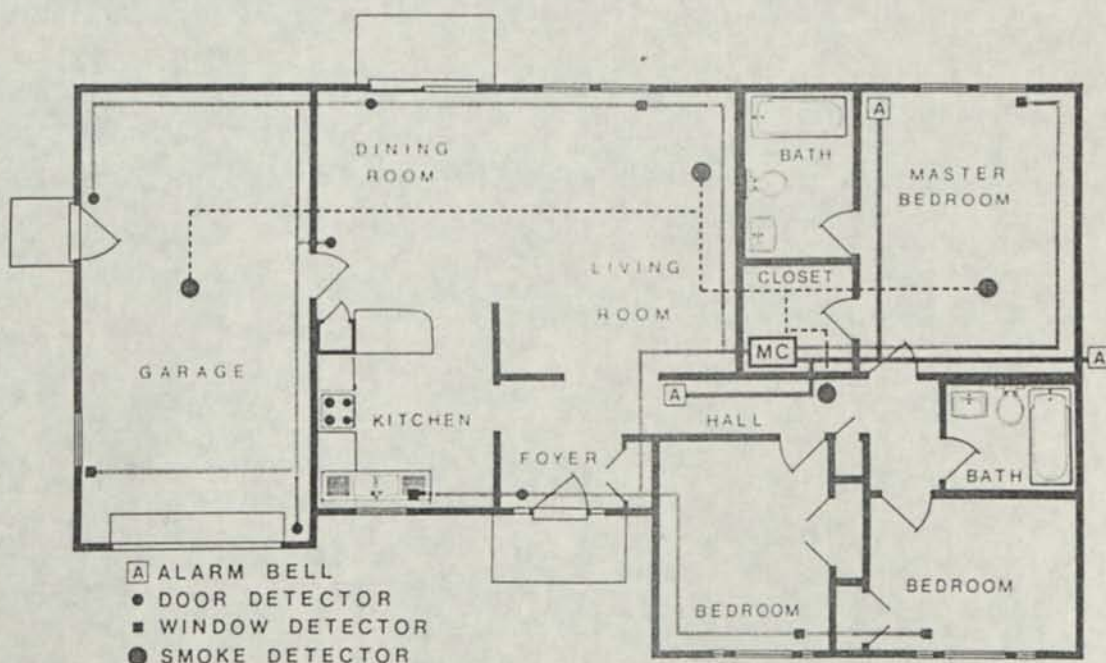 DINING
ROOM
BATH
MASTER
BEDROOM
A
LIVING
ROOM
CLOSET
GARAGE
MC
A
A
KITCHEN
HALL
FOYER
BATH
BEDROOM
BEDROOM
A ALARM BELL
DOOR DETECTOR
WINDOW DETECTOR
SMOKE DETECTOR